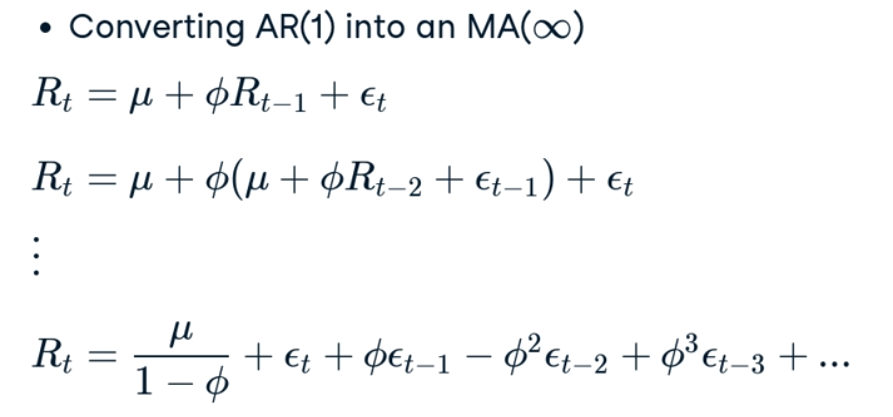 • Converting AR(1) into an MA(∞)
R_t = μ + ϕR_{t−1} + ϵ_t
R_t = μ + ϕ(μ + ϕR_{t−2} + ϵ_{t−1}) + ϵ_t
⋮
R_t = \frac{μ}{1 − ϕ} + ϵ_t + ϕϵ_{t−1} − ϕ^2ϵ_{t−2} + ϕ^3ϵ_{t−3} + ...